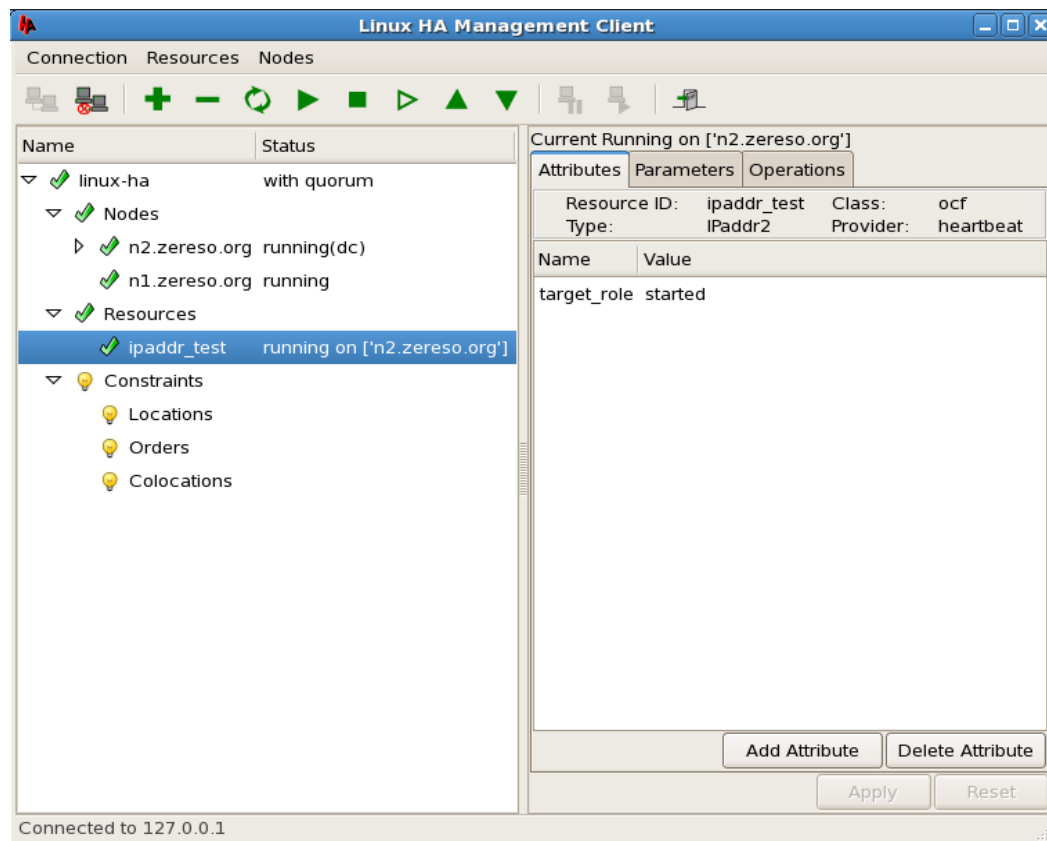 Linux HA Management Client
Connection Resources Nodes
Name Status
linux-ha with quorum
Nodes
n2.zereso.org running(dc)
n1.zereso.org running
Resources
ipaddr_test running on ['n2.zereso.org']
Constraints
Locations
Orders
Colocations
Current Running on ['n2.zereso.org']
Attributes Parameters Operations
Resource ID: ipaddr_test Class: ocf
Type: IPaddr2 Provider: heartbeat
Name Value
target_role started
Add Attribute Delete Attribute
Apply Reset
Connected to 127.0.0.1